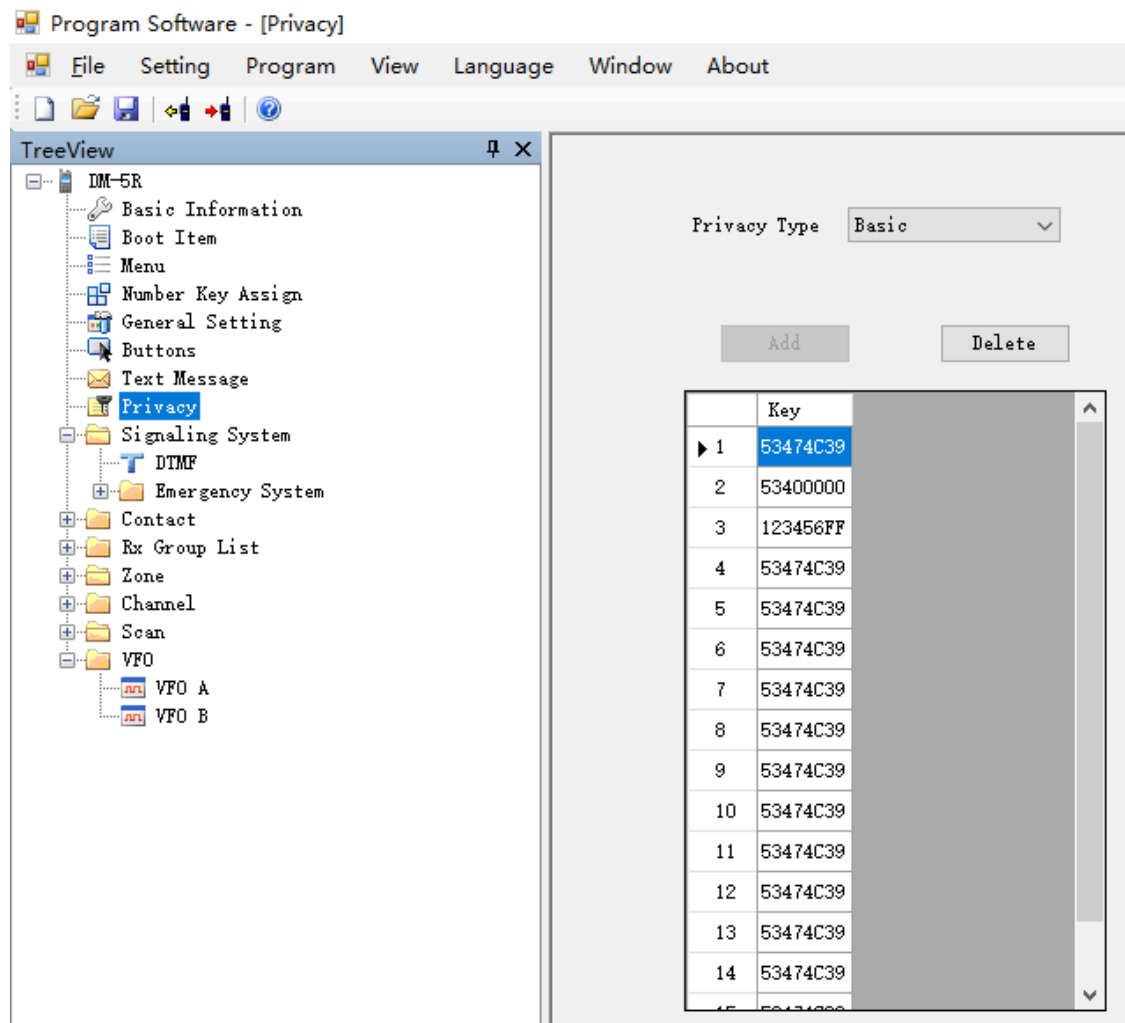 Program Software - [Privacy]
File Setting Program View Language Window About
TreeView
DM-5R
Basic Information
Boot Item
Menu
Number Key Assign
General Setting
Buttons
Text Message
Privacy
Signaling System
DTMF
Emergency System
Contact
Rx Group List
Zone
Channel
Scan
VFO
VFO A
VFO B
Privacy Type Basic
Add Delete
Key
1 53474C39
2 53400000
3 123456FF
4 53474C39
5 53474C39
6 53474C39
7 53474C39
8 53474C39
9 53474C39
10 53474C39
11 53474C39
12 53474C39
13 53474C39
14 53474C39